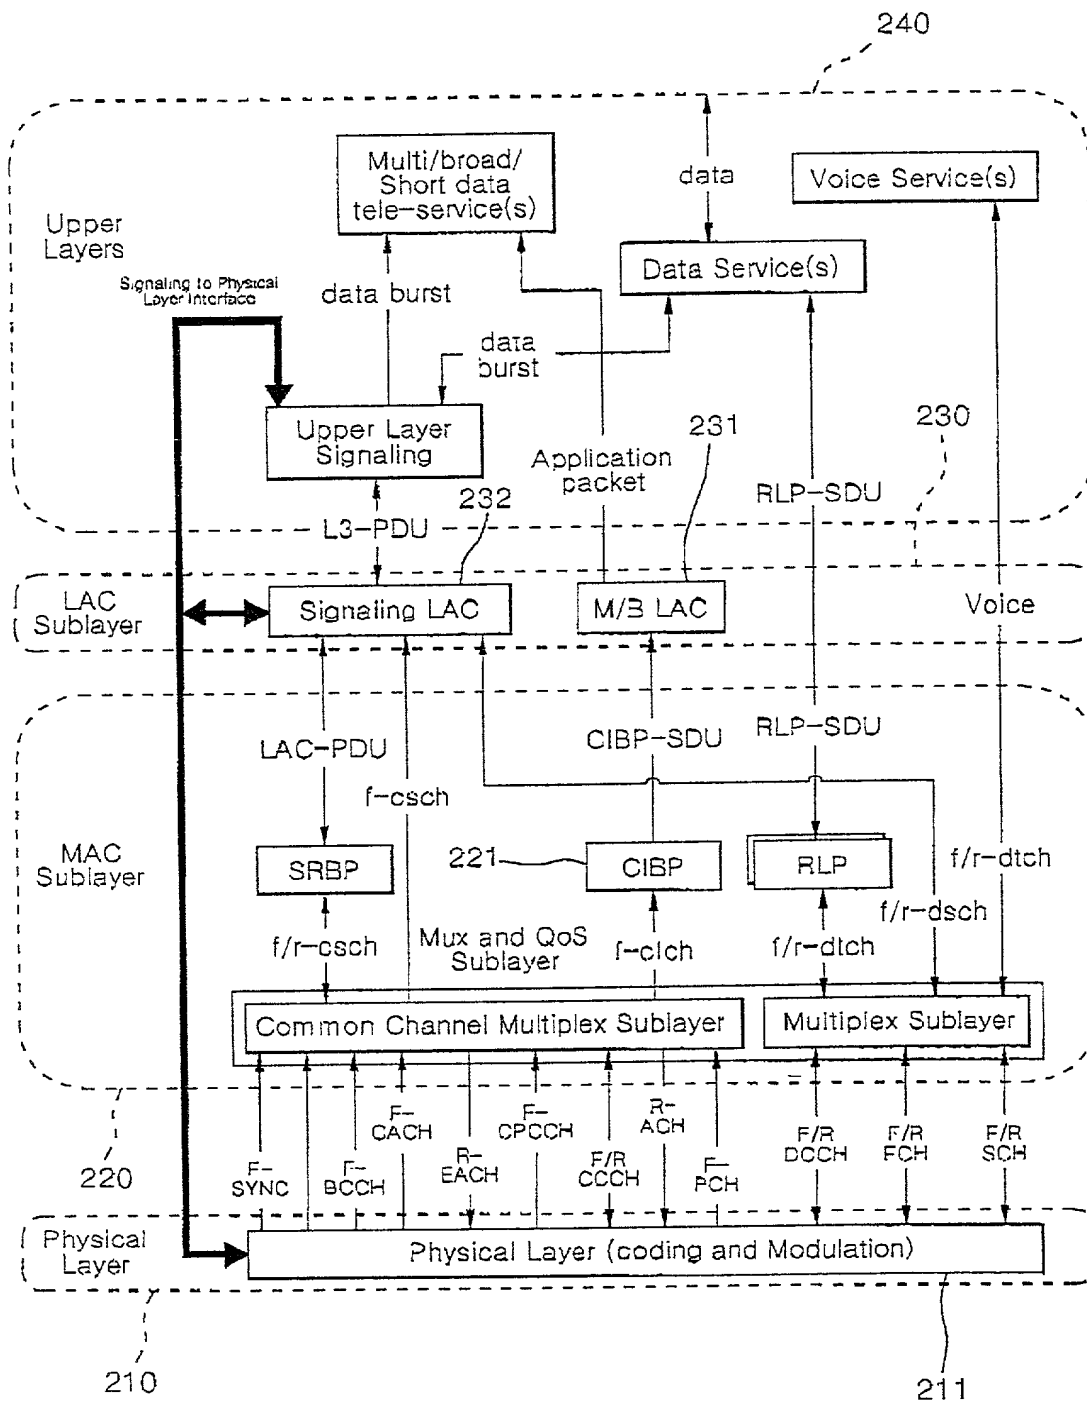 240
Multi/broad/
Short data
tele-service(s)
data
Voice Service(s)
Upper
Layers
Data Service(s)
Signaling to Physical
Layer Interface
data burst
data
burst
Upper Layer
Signaling
231
230
Application
packet
RLP-SDU
232
L3-PDU
LAC
Sublayer
Signaling LAC
M/B LAC
Voice
LAC-PDU
CIBP-SDU
RLP-SDU
f-csch
MAC
Sublayer
SRBP
221
CIBP
RLP
f/r-dtch
f/r-dsch
f/r-csch
Mux and QoS
Sublayer
f-cfch
f/r-dtch
Common Channel Multiplex Sublayer
Multiplex Sublayer
F-
SYNC
F-
BCCH
F-
CACH
R-
EACH
F-
CPCCH
F/R
CCCH
R-
ACH
F-
PCH
F/R
DCCH
F/R
FCH
F/R
SCH
220
Physical
Layer
Physical Layer (coding and Modulation)
210
211